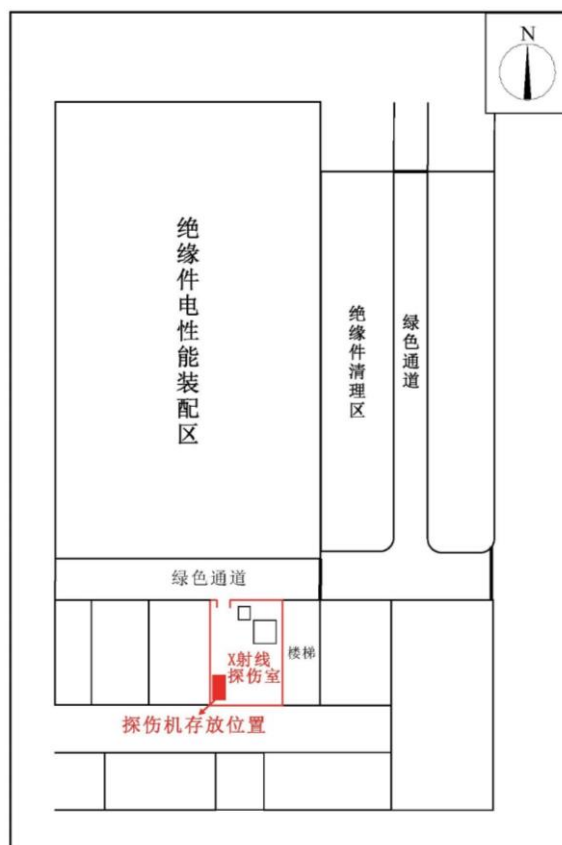 N
绝缘件电性能装配区
绝缘件清理区
绿色通道
绿色通道
X射线
探伤室
楼梯
探伤机存放位置